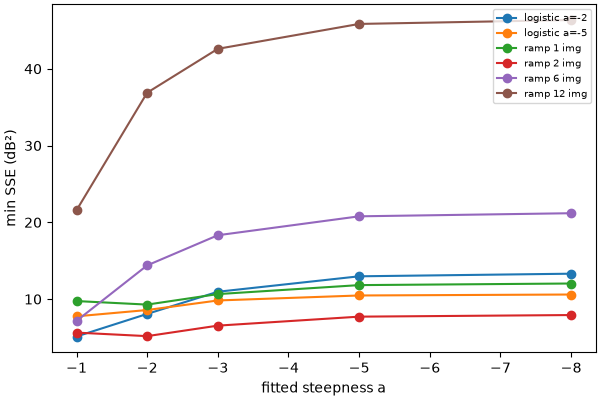 min SSE (dB²)
40
30
20
10
logistic a=-2
logistic a=-5
ramp 1 img
ramp 2 img
ramp 6 img
ramp 12 img
−1 −2 −3 −4 −5 −6 −7 −8
fitted steepness a